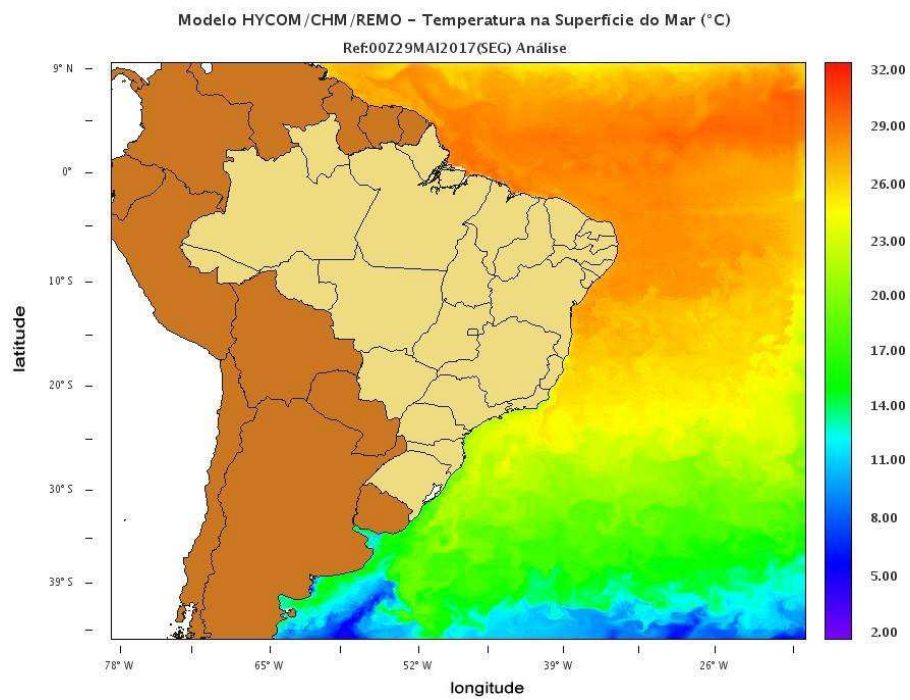 Modelo HYCOM/CHM/REMO – Temperatura na Superfície do Mar (°C)
Ref:00Z29MAI2017(SEG) Análise
9° N
0°
10°S
20°S
30°S
39°S
latitude
78° W
65°W
52°W
39°W
26°W
longitude
32.00
29.00
26.00
23.00
20.00
17.00
14.00
11.00
8.00
5.00
2.00